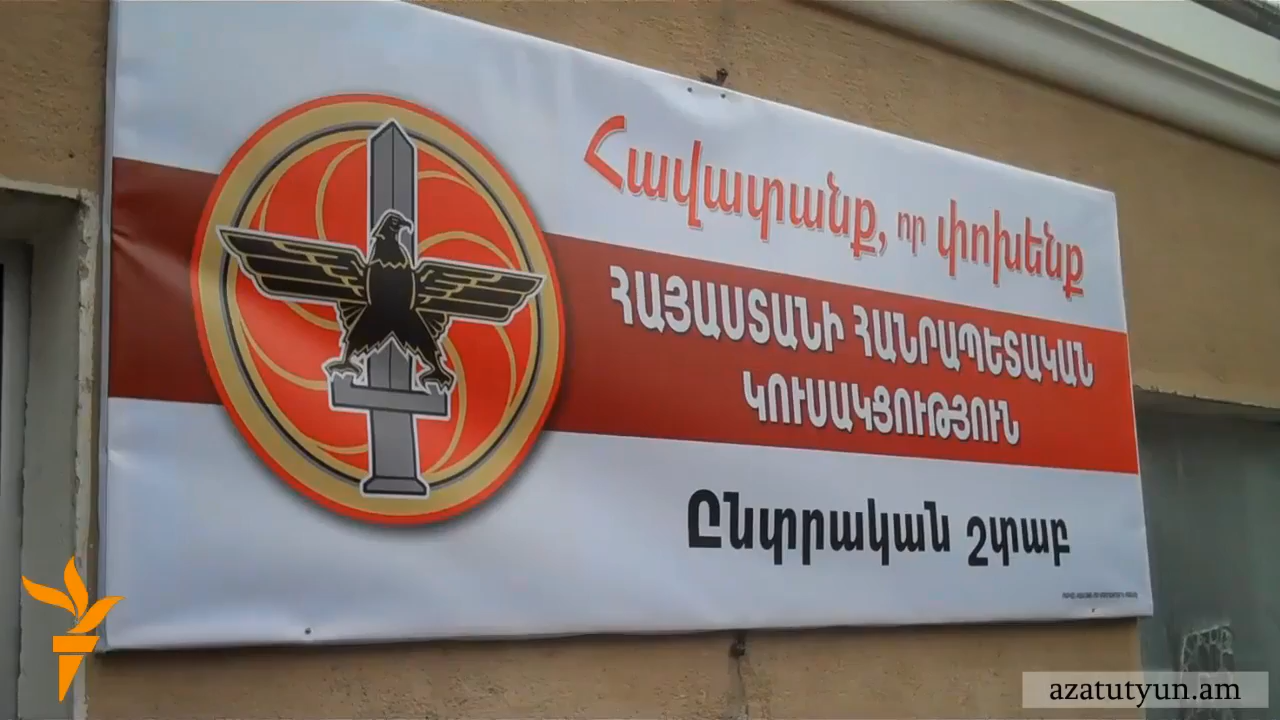 Հավատանք, որ փոխենք
ՀԱՅԱՍՏԱՆԻ ՀԱՆՐԱՊԵՏԱԿԱՆ
ԿՈՒՍԱԿՑՈՒԹՅՈՒՆ
Ընտրական շտաբ
azatutyun.am